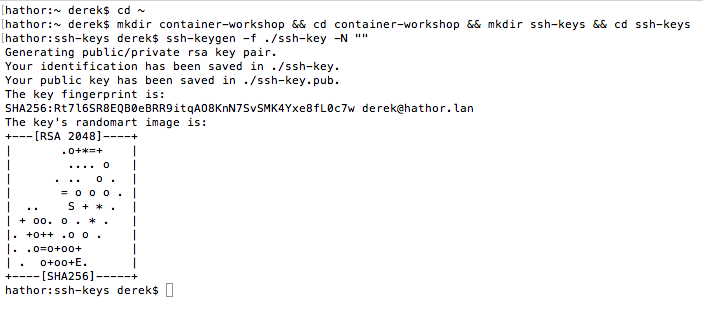 [hathor:~ derek$ cd ~
[hathor:~ derek$ mkdir container-workshop && cd container-workshop && mkdir ssh-keys && cd ssh-keys
[hathor:ssh-keys derek$ ssh-keygen -f ./ssh-key -N ""
Generating public/private rsa key pair.
Your identification has been saved in ./ssh-key.
Your public key has been saved in ./ssh-key.pub.
The key fingerprint is:
SHA256:Rt7l6SR8EQB0eBRR9itqAO8KnN7SvSMK4Yxe8fL0c7w derek@hathor.lan
The key's randomart image is:
+---[RSA 2048]----+
|       .o+*=+    |
|        .... o   |
|      . ..  o .  |
|       = o o o . |
|  ..    S + * .  |
| + oo. o . * .   |
|. +o++ .o o .    |
|. .o=o+oo+       |
| .  o+oo+E.      |
+----[SHA256]-----+
hathor:ssh-keys derek$